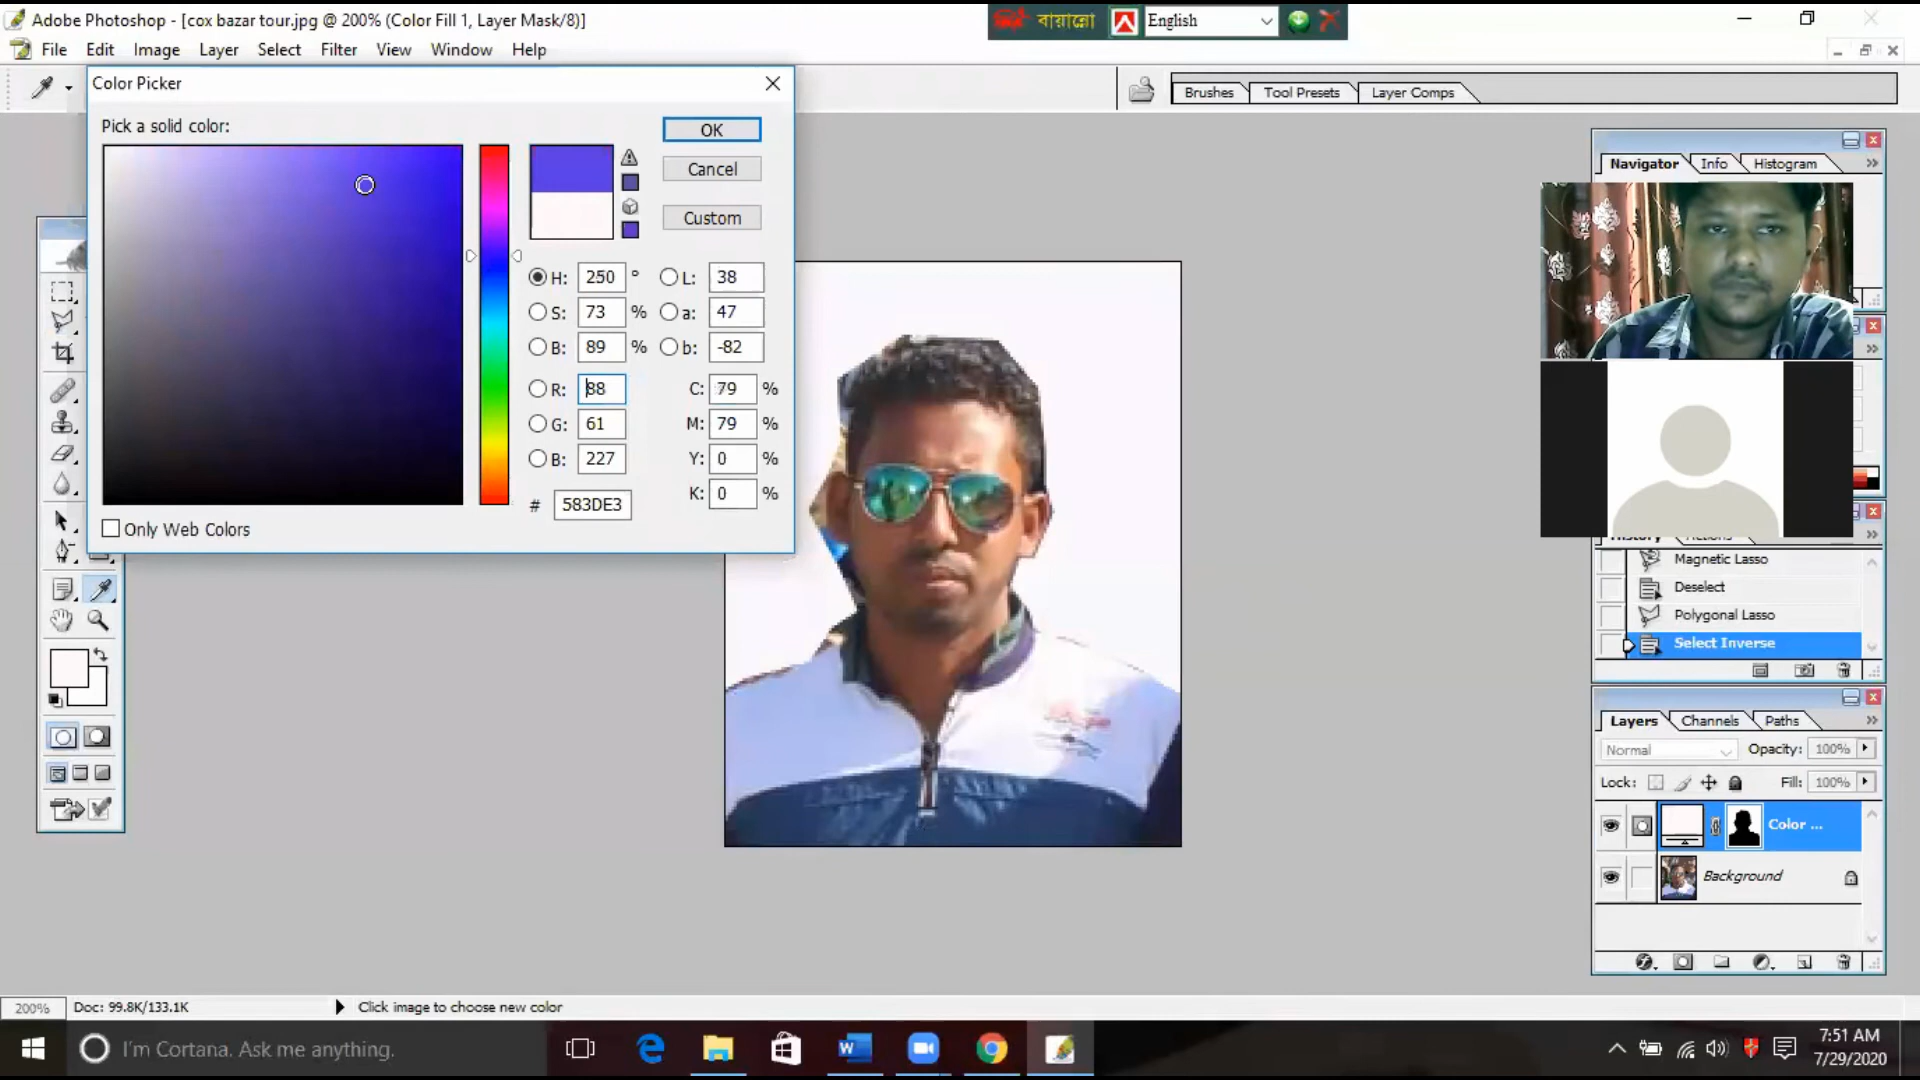 Adobe Photoshop - [cox bazar tour.jpg @ 200% (Color Fill 1, Layer Mask/8)]
বায়ান্নো
English
File Edit Image Layer Select Filter View Window Help
Brushes Tool Presets Layer Comps
Color Picker
Pick a solid color:
OK
Cancel
Custom
H: 250 ° L: 38
S: 73 % a: 47
B: 89 % b: -82
R: 88 C: 79 %
G: 61 M: 79 %
B: 227 Y: 0 %
K: 0 %
# 583DE3
Only Web Colors
Navigator Info Histogram
Magnetic Lasso
Deselect
Polygonal Lasso
Select Inverse
Layers Channels Paths
Normal Opacity: 100%
Lock: Fill: 100%
Color ...
Background
200% Doc: 99.8K/133.1K Click image to choose new color
I'm Cortana. Ask me anything.
7:51 AM
7/29/2020